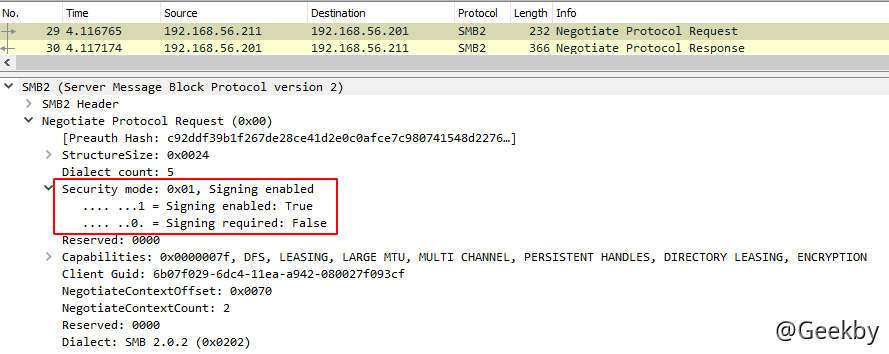 No. Time Source Destination Protocol Length Info
29 4.116765 192.168.56.211 192.168.56.201 SMB2 232 Negotiate Protocol Request
30 4.117174 192.168.56.201 192.168.56.211 SMB2 366 Negotiate Protocol Response
SMB2 (Server Message Block Protocol version 2)
SMB2 Header
Negotiate Protocol Request (0x00)
[Preauth Hash: c92ddf39b1f267de28ce41d2e0c0afce7c980741548d2276…]
StructureSize: 0x0024
Dialect count: 5
Security mode: 0x01, Signing enabled
.... ...1 = Signing enabled: True
.... ..0. = Signing required: False
Reserved: 0000
Capabilities: 0x0000007f, DFS, LEASING, LARGE MTU, MULTI CHANNEL, PERSISTENT HANDLES, DIRECTORY LEASING, ENCRYPTION
Client Guid: 6b07f029-6dc4-11ea-a942-080027f093cf
NegotiateContextOffset: 0x0070
NegotiateContextCount: 2
Reserved: 0000
Dialect: SMB 2.0.2 (0x0202)
@Geekby